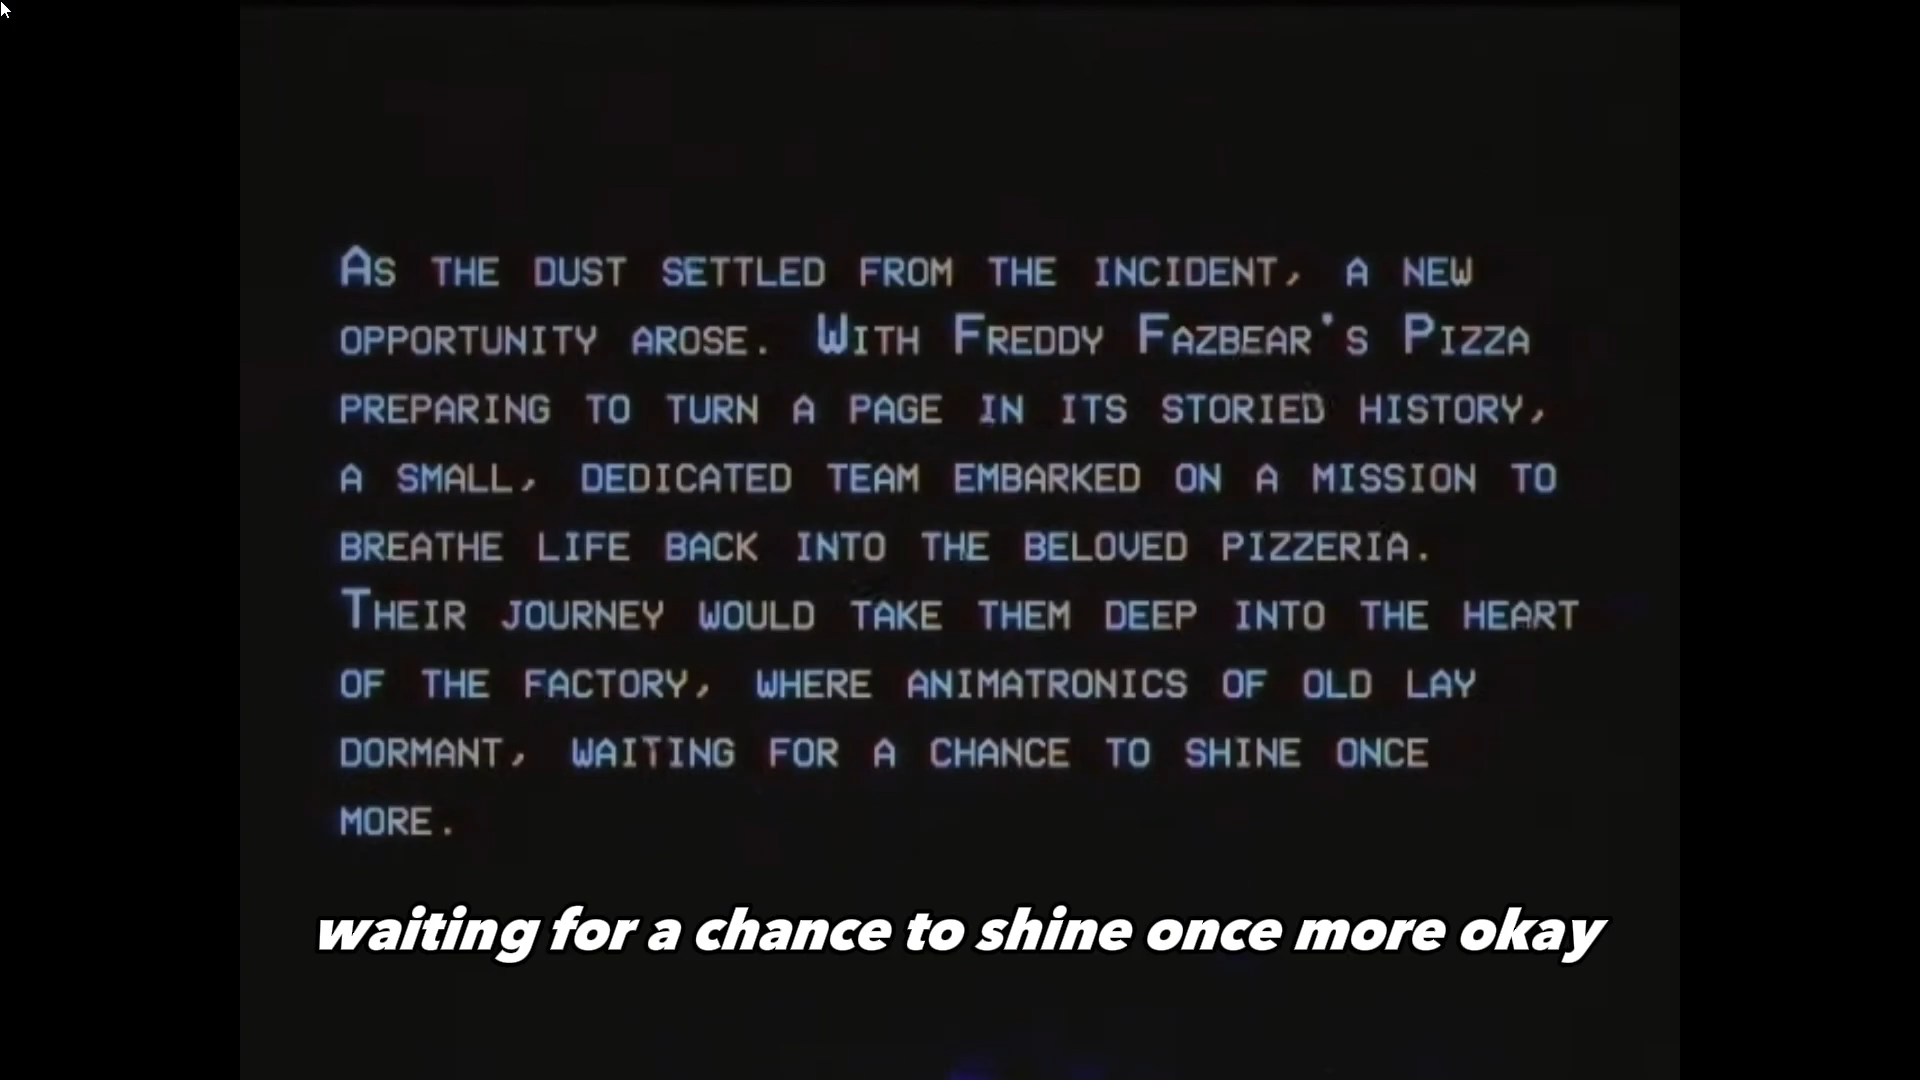 As the dust settled from the incident, a new
opportunity arose. With Freddy Fazbear's Pizza
preparing to turn a page in its storied history,
a small, dedicated team embarked on a mission to
breathe life back into the beloved pizzeria.
Their journey would take them deep into the heart
of the factory, where animatronics of old lay
dormant, waiting for a chance to shine once
more.
waiting for a chance to shine once more okay